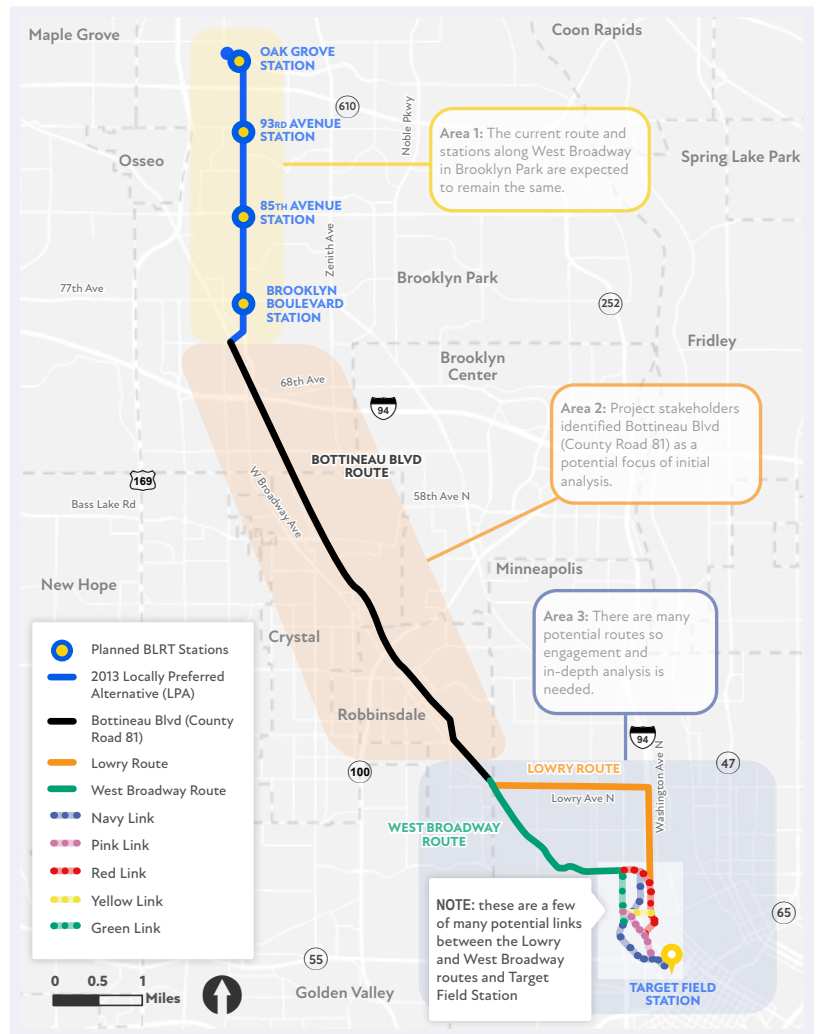 Maple Grove
Coon Rapids
OAK GROVE
STATION
610
Noble Pkwy
93RD AVENUE
STATION
Area 1: The current route and
stations along West Broadway
in Brooklyn Park are expected
to remain the same.
Osseo
Spring Lake Park
85TH AVENUE
STATION
Zenith Ave
Brooklyn Park
77th Ave
BROOKLYN
BOULEVARD
STATION
252
Fridley
Brooklyn
Center
68th Ave
94
Area 2: Project stakeholders
identified Bottineau Blvd
(County Road 81) as a
potential focus of initial
analysis.
BOTTINEAU BLVD
ROUTE
169
W Broadway Ave
Bass Lake Rd
58th Ave N
Minneapolis
New Hope
Area 3: There are many
potential routes so
engagement and
in-depth analysis is
needed.
Crystal
Robbinsdale
Planned BLRT Stations
2013 Locally Preferred
Alternative (LPA)
Bottineau Blvd (County
Road 81)
Lowry Route
West Broadway Route
Navy Link
Pink Link
Red Link
Yellow Link
Green Link
94
Washington Ave N
47
100
LOWRY ROUTE
Lowry Ave N
WEST BROADWAY
ROUTE
NOTE: these are a few
of many potential links
between the Lowry
and West Broadway
routes and Target
Field Station
65
TARGET FIELD
STATION
55
Golden Valley
0 0.5 1
Miles